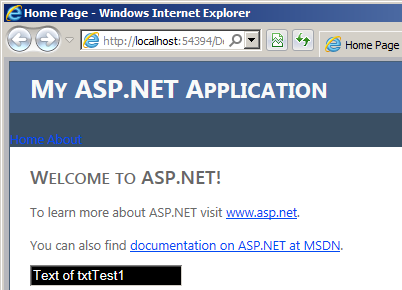 Home Page - Windows Internet Explorer
http://localhost:54394/D
Home Page
My ASP.NET Application
Home About
Welcome to ASP.NET!
To learn more about ASP.NET visit www.asp.net.
You can also find documentation on ASP.NET at MSDN.
Text of txtTest1